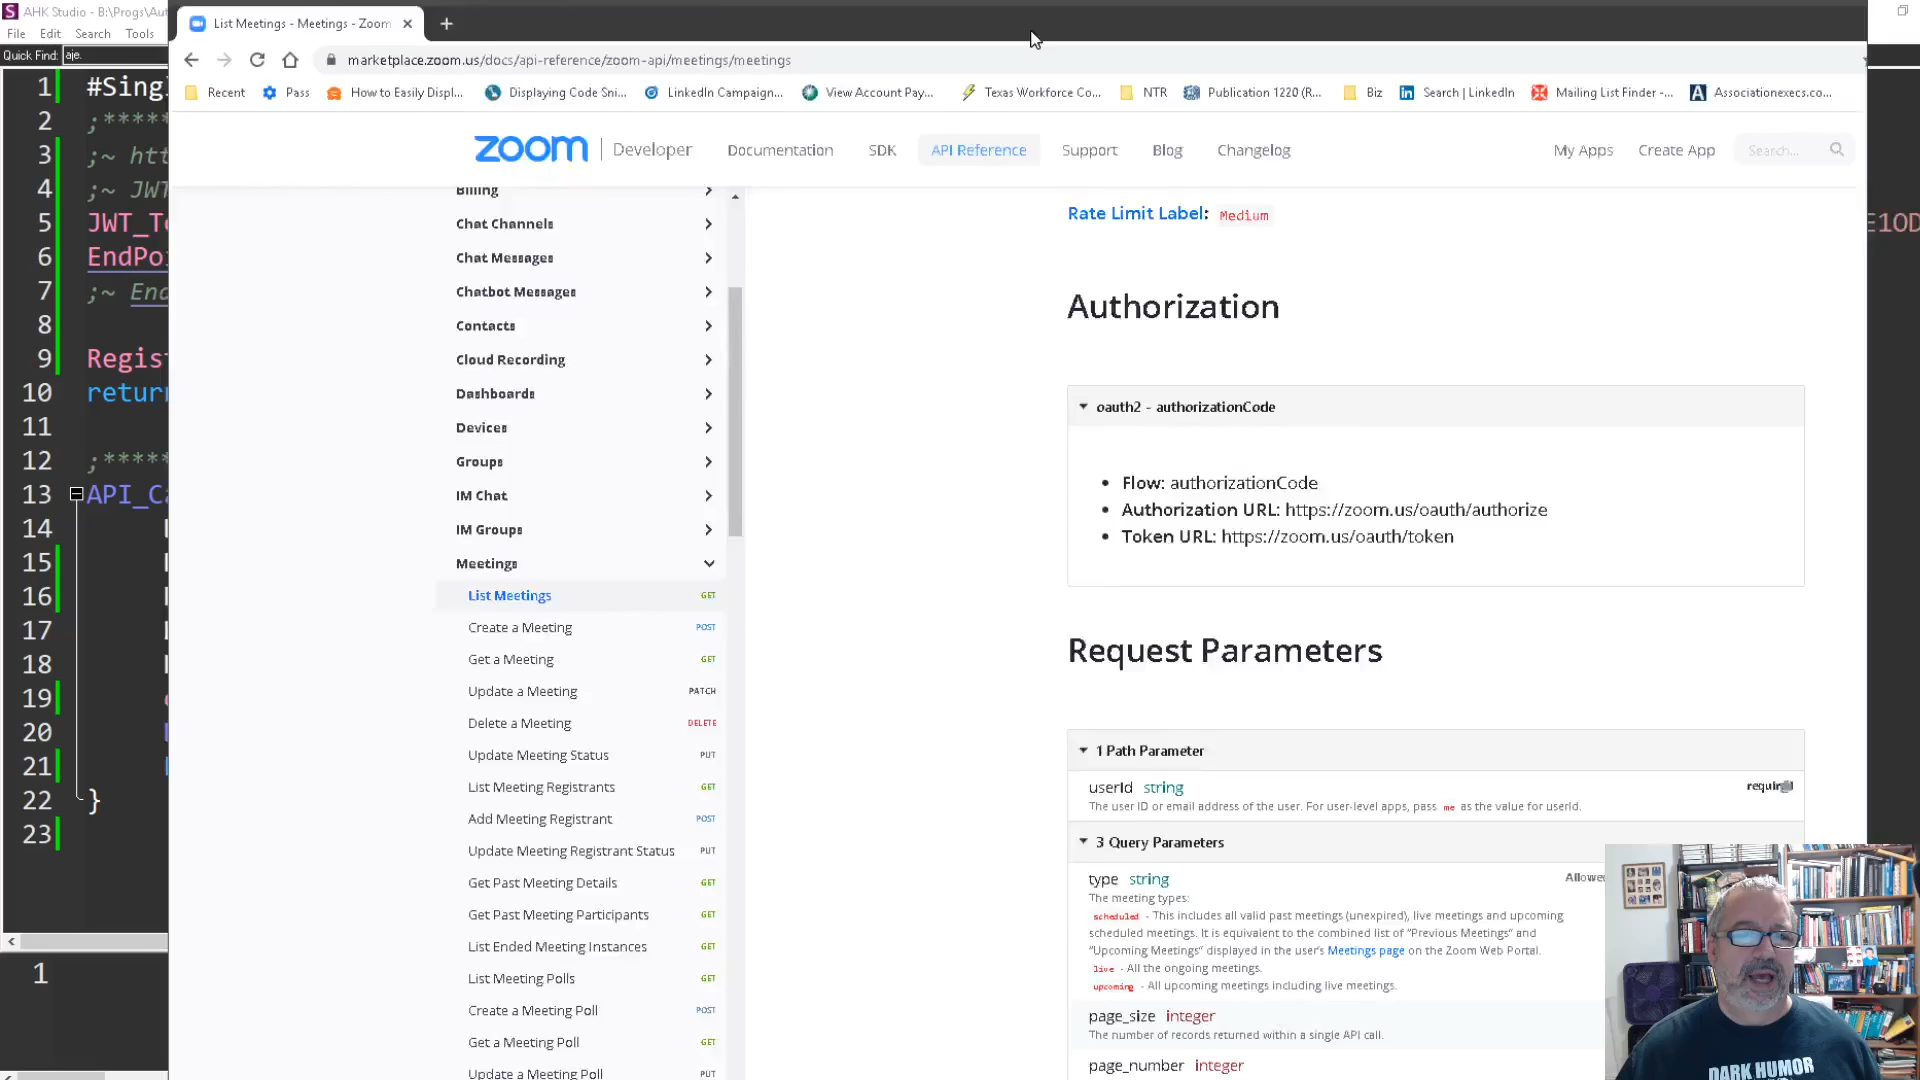 AHK Studio - B:\Progs\Aut
File Edit Search Tools
Quick Find: aje.
List Meetings - Meetings - Zoom
marketplace.zoom.us/docs/api-reference/zoom-api/meetings/meetings
Recent Pass How to Easily Displ... Displaying Code Sni... LinkedIn Campaign... View Account Pay... Texas Workforce Co... NTR Publication 1220 (R... Biz Search | LinkedIn Mailing List Finder -... Associationexecs.co...
zoom Developer Documentation SDK API Reference Support Blog Changelog My Apps Create App Search...
1 #Sing
2 ;*****
3 ;~ htt
4 ;~ JWT
5 JWT_To
E10D
6 EndPoi
7 ;~ End
8
9 Regist
10 return
11
12 ;*****
13 API_Ca
14
15
16
17
18
19
20
21
22 }
23
1
Billing
Chat Channels
Chat Messages
Chatbot Messages
Contacts
Cloud Recording
Dashboards
Devices
Groups
IM Chat
IM Groups
Meetings
List Meetings GET
Create a Meeting POST
Get a Meeting GET
Update a Meeting PATCH
Delete a Meeting DELETE
Update Meeting Status PUT
List Meeting Registrants GET
Add Meeting Registrant POST
Update Meeting Registrant Status PUT
Get Past Meeting Details GET
Get Past Meeting Participants GET
List Ended Meeting Instances GET
List Meeting Polls GET
Create a Meeting Poll POST
Get a Meeting Poll GET
Update a Meeting Poll PUT
Rate Limit Label: Medium
Authorization
oauth2 - authorizationCode
• Flow: authorizationCode
• Authorization URL: https://zoom.us/oauth/authorize
• Token URL: https://zoom.us/oauth/token
Request Parameters
1 Path Parameter
userId string required
The user ID or email address of the user. For user-level apps, pass me as the value for userId.
3 Query Parameters
type string Allowe
The meeting types:
scheduled - This includes all valid past meetings (unexpired), live meetings and upcoming
scheduled meetings. It is equivalent to the combined list of "Previous Meetings" and
"Upcoming Meetings" displayed in the user's Meetings page on the Zoom Web Portal.
live - All the ongoing meetings.
upcoming - All upcoming meetings including live meetings.
page_size integer
The number of records returned within a single API call.
page_number integer
DARK HUMOR